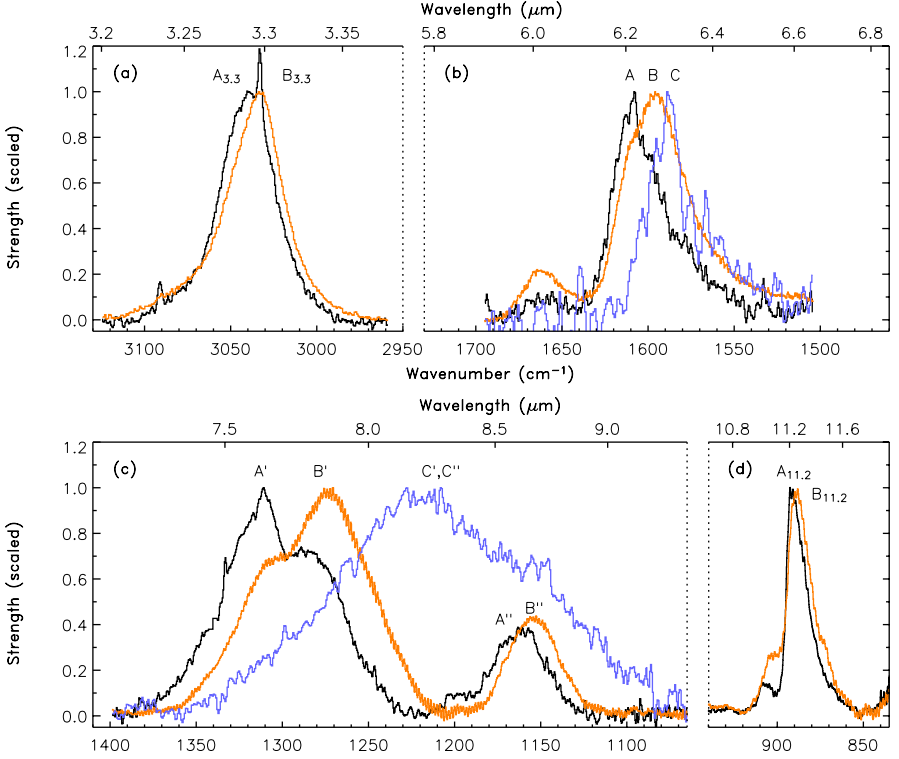 Wavelength (μm)
3.2 3.25 3.3 3.35 5.8 6.0 6.2 6.4 6.6 6.8
1.2
(a) A3.3 B3.3 (b) A B C
1.0
0.8
0.6
0.4
0.2
0.0
Strength (scaled)
3100 3050 3000 2950 1700 1650 1600 1550 1500
Wavenumber (cm⁻¹)
Wavelength (μm)
7.5 8.0 8.5 9.0 10.8 11.2 11.6
1.2
(c) A' B' C',C'' (d) A11.2
B11.2
1.0
0.8
0.6
0.4
A'' B''
0.2
0.0
Strength (scaled)
1400 1350 1300 1250 1200 1150 1100 900 850